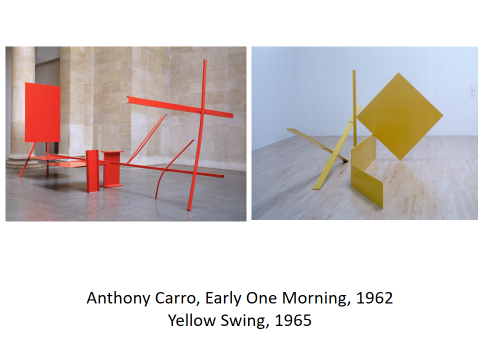 Anthony Carro, Early One Morning, 1962
Yellow Swing, 1965